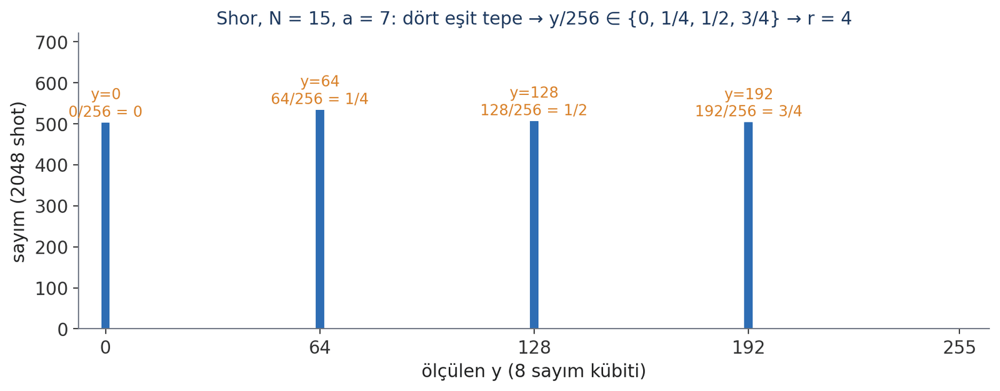 Shor, N = 15, a = 7: dört eşit tepe → y/256 ∈ {0, 1/4, 1/2, 3/4} → r = 4
sayım (2048 shot)
700
600
500
400
300
200
100
0
y=0
0/256 = 0
y=64
64/256 = 1/4
y=128
128/256 = 1/2
y=192
192/256 = 3/4
0
64
128
192
255
ölçülen y (8 sayım kübiti)